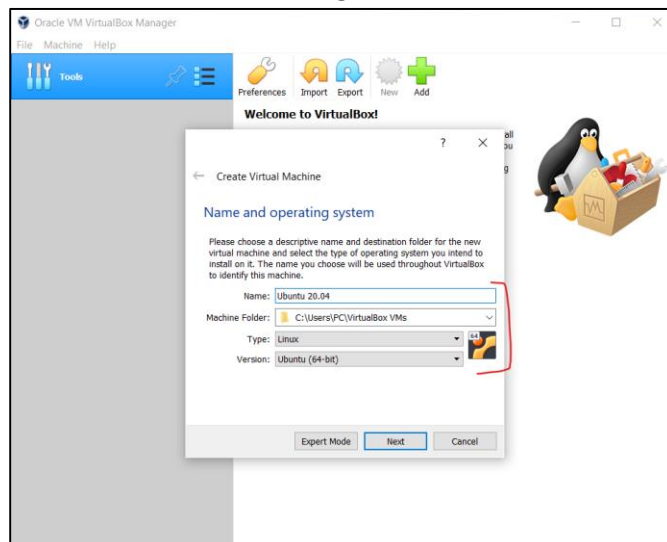 Oracle VM VirtualBox Manager
File Machine Help
Tools
Preferences Import Export New Add
Welcome to VirtualBox!
all
ou
g
? ×
← Create Virtual Machine
Name and operating system
Please choose a descriptive name and destination folder for the new
virtual machine and select the type of operating system you intend to
install on it. The name you choose will be used throughout VirtualBox
to identify this machine.
Name: Ubuntu 20.04
Machine Folder: C:\Users\PC\VirtualBox VMs
Type: Linux
64
Version: Ubuntu (64-bit)
Expert Mode Next Cancel